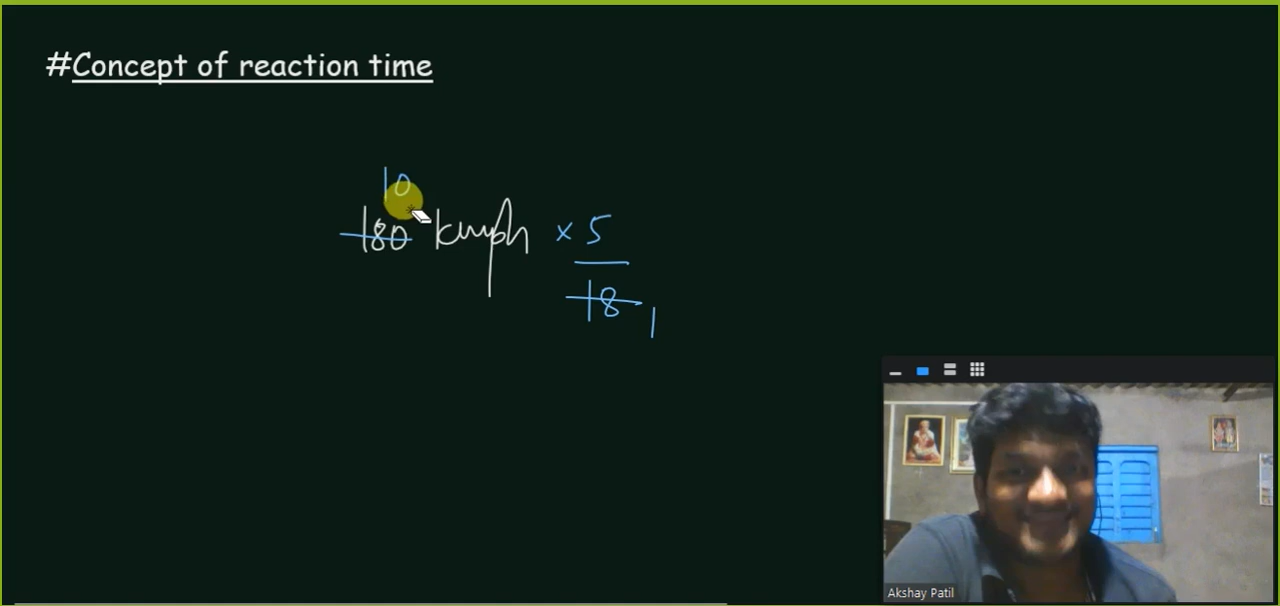 #Concept of reaction time
10
180 kmph × 5
18 1
Akshay Patil